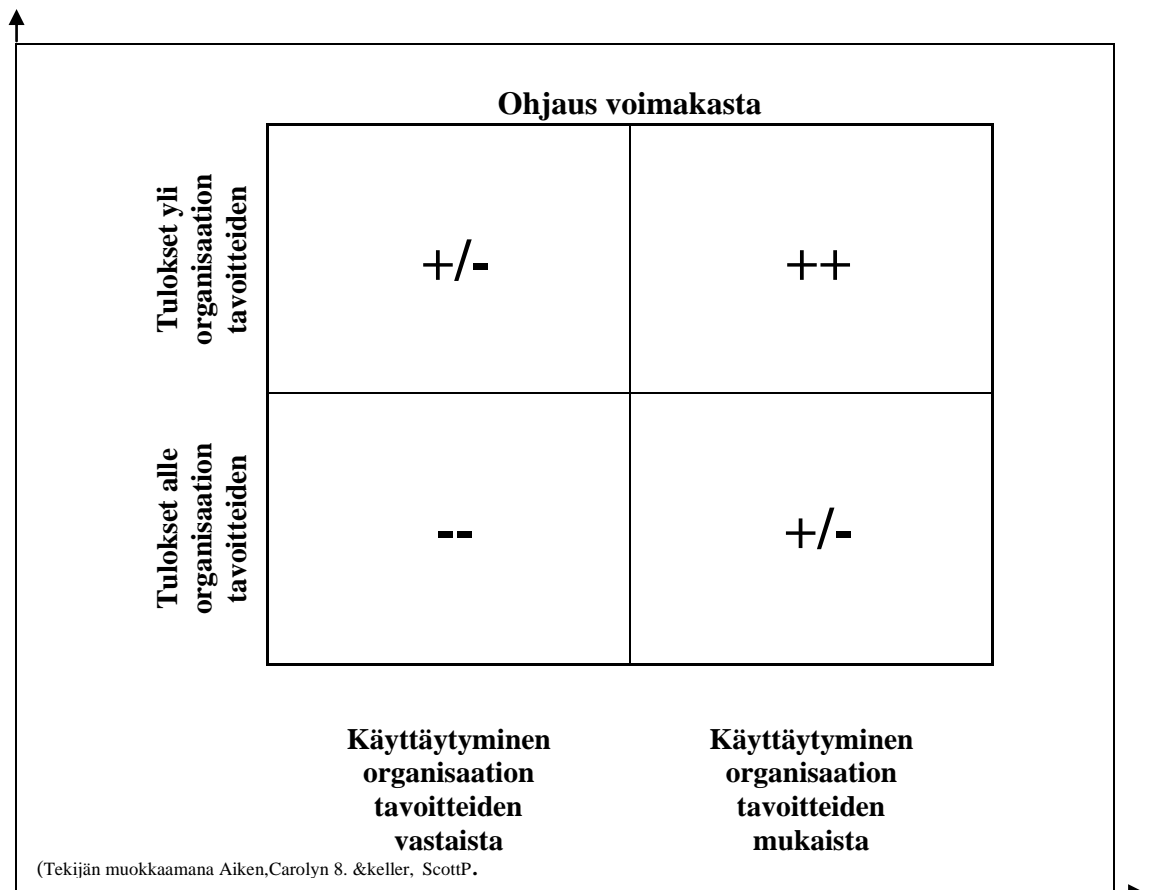 Ohjaus voimakasta
Tulokset yli
organisaation
tavoitteiden
+/-
++
Tulokset alle
organisaation
tavoitteiden
--
+/-
Käyttäytyminen
organisaation
tavoitteiden
vastaista
Käyttäytyminen
organisaation
tavoitteiden
mukaista
(Tekijän muokkaamana Aiken,Carolyn 8. &keller, ScottP.